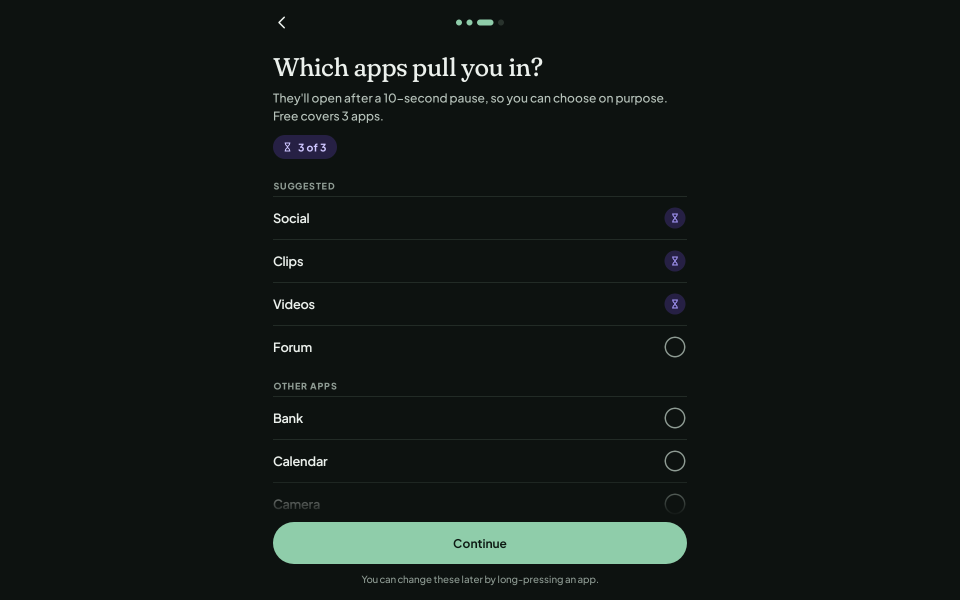 Which apps pull you in?
They'll open after a 10-second pause, so you can choose on purpose.
Free covers 3 apps.
3 of 3
SUGGESTED
Social
Clips
Videos
Forum
OTHER APPS
Bank
Calendar
Camera
Continue
You can change these later by long-pressing an app.